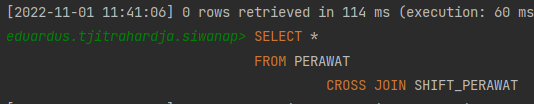 [2022-11-01 11:41:06] 0 rows retrieved in 114 ms (execution: 60 ms
eduardus.tjitrahardja.siwanap> SELECT *
FROM PERAWAT
CROSS JOIN SHIFT_PERAWAT